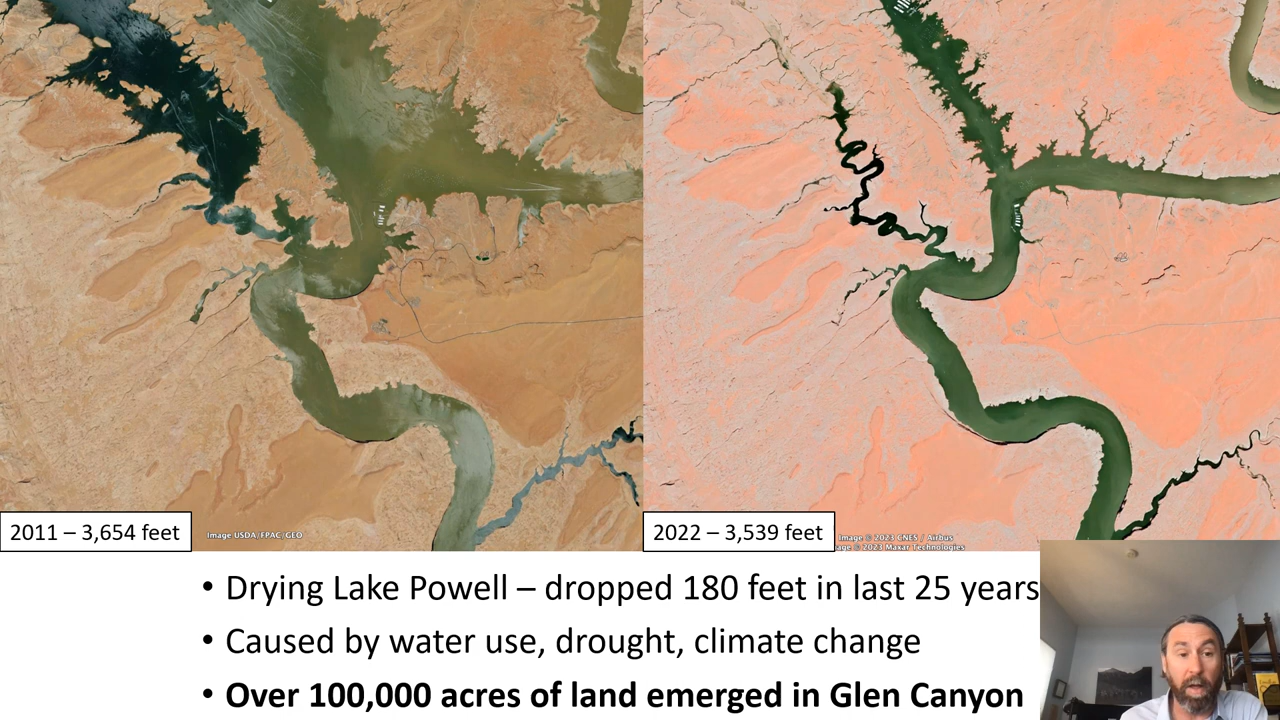 2011 – 3,654 feet
Image USDA/FPAC/GEO
2022 – 3,539 feet
Image © 2023 CNES / Airbus
Image © 2023 Maxar Technologies
• Drying Lake Powell – dropped 180 feet in last 25 years
• Caused by water use, drought, climate change
• Over 100,000 acres of land emerged in Glen Canyon